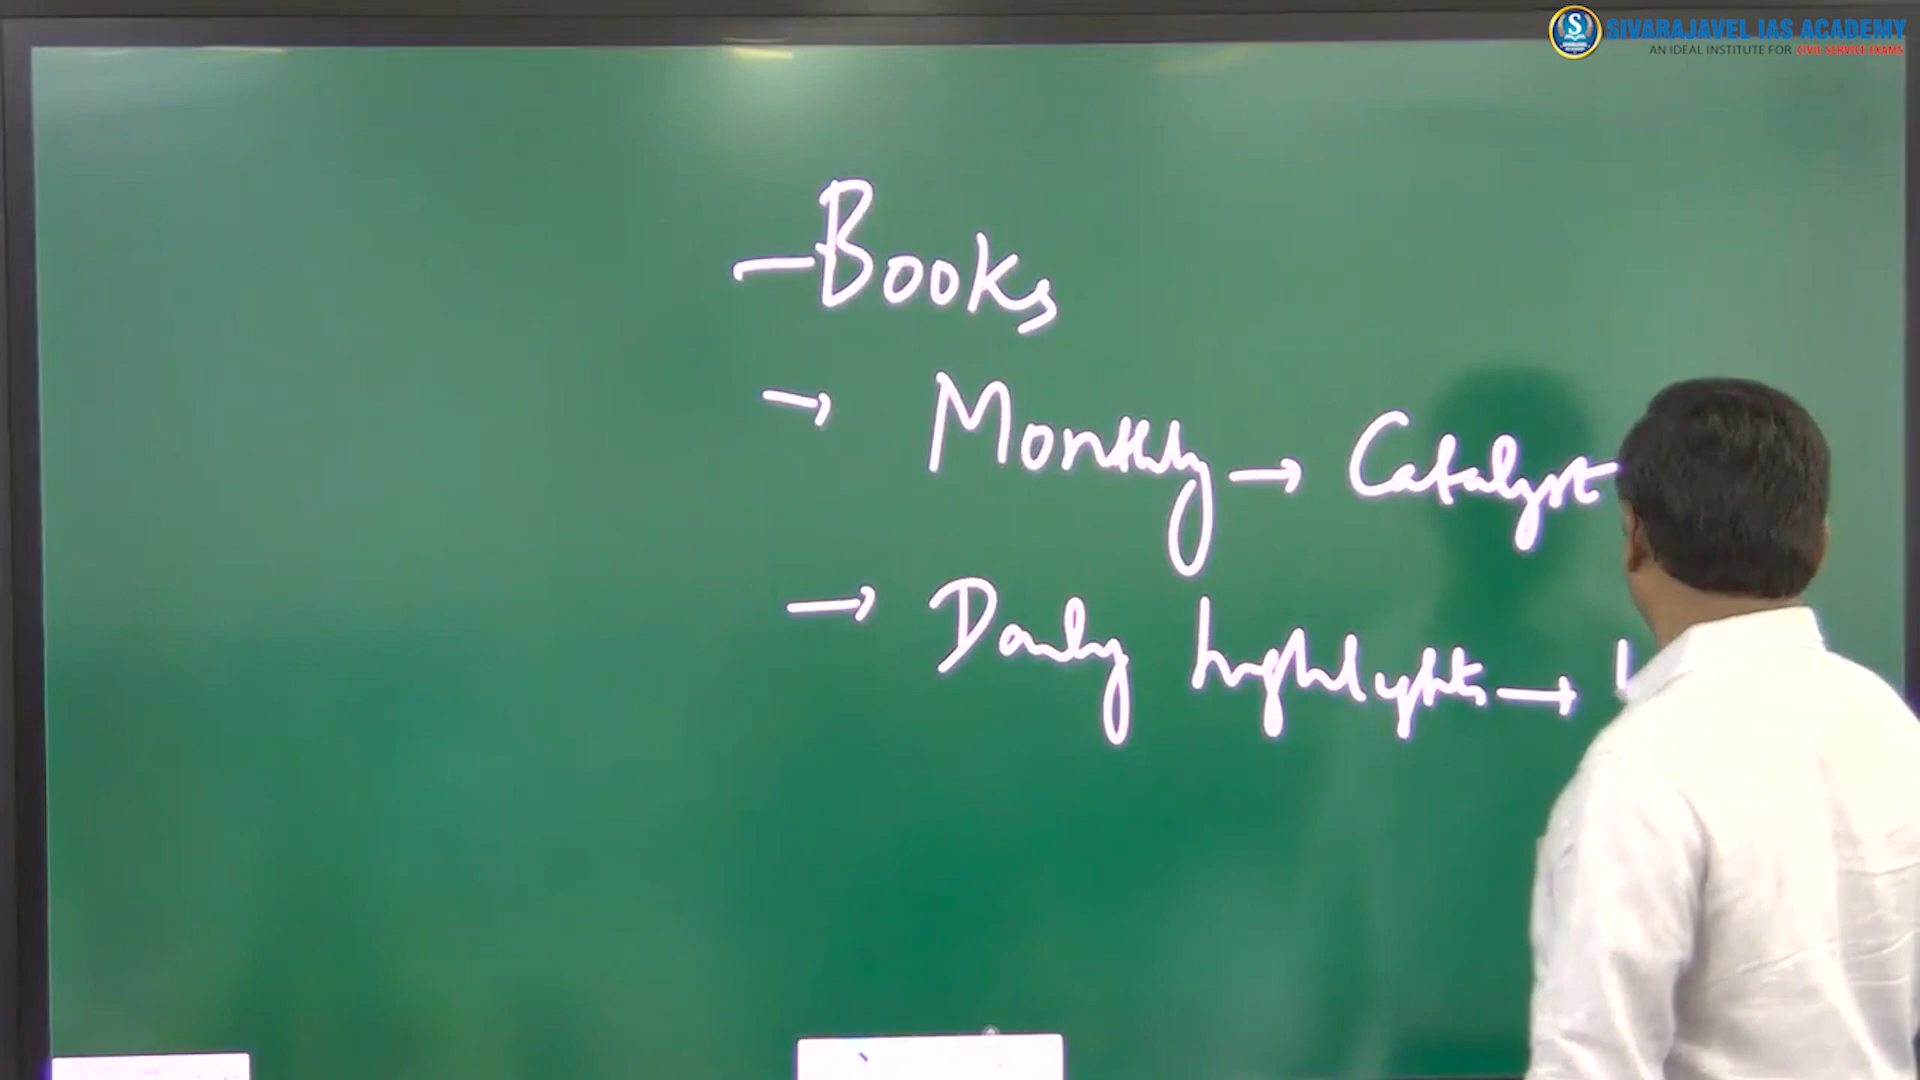 SIVARAJAVEL IAS ACADEMY
AN IDEAL INSTITUTE FOR CIVIL SERVICE EXAMS
S
—Books
→ Monthly → Catalyst
→ Daily highlights →